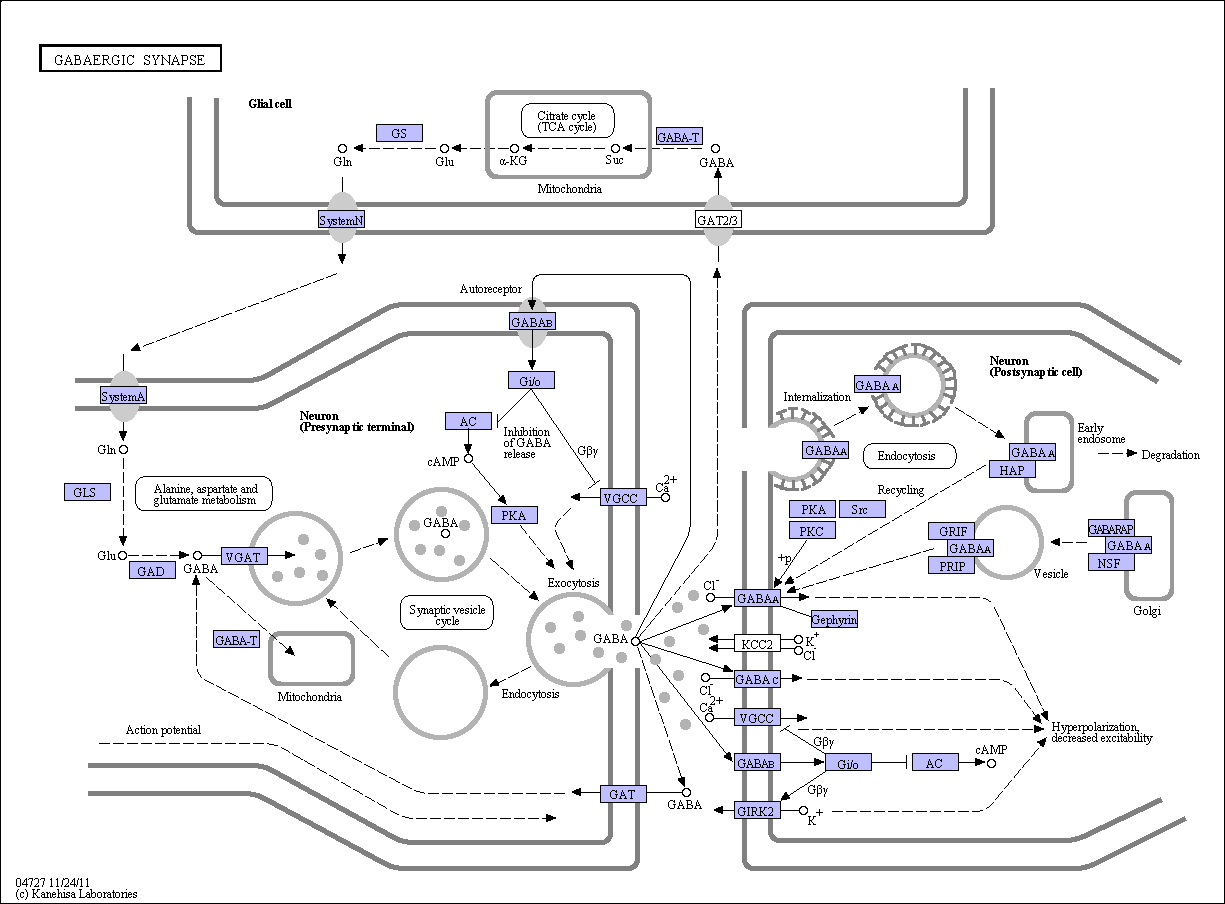 GABAERGIC SYNAPSE
Glial cell
Citrate cycle
(TCA cycle)
GS
GABA-T
Gln
Glu
α-KG
Suc
GABA
Mitochondria
SystemN
GAT2/3
Autoreceptor
GABAB
SystemA
Gi/o
Neuron
(Presynaptic terminal)
AC
Inhibition
of GABA
release
Gβγ
cAMP
Gln
GLS
Alanine, aspartate and
glutamate metabolism
PKA
VGCC
Ca2+
GABA
Glu
GAD
GABA
VGAT
Exocytosis
Synaptic vesicle
cycle
GABA-T
Mitochondria
GABA
Endocytosis
Action potential
GAT
GABA
Neuron
(Postsynaptic cell)
GABAA
Internalization
GABAA
Endocytosis
GABAA
HAP
Early
endosome
Degradation
Recycling
PKA
Src
PKC
+p
GRIF
GABAA
PRIP
Vesicle
GABARAP
GABAA
NSF
Golgi
Cl-
GABAA
Gephyrin
KCC2
K+
Cl-
Cl-
GABAC
Ca2+
VGCC
Gβγ
Hyperpolarization,
decreased excitability
GABAB
Gi/o
AC
cAMP
Gβγ
GIRK2
K+
04727 11/24/11
(c) Kanehisa Laboratories